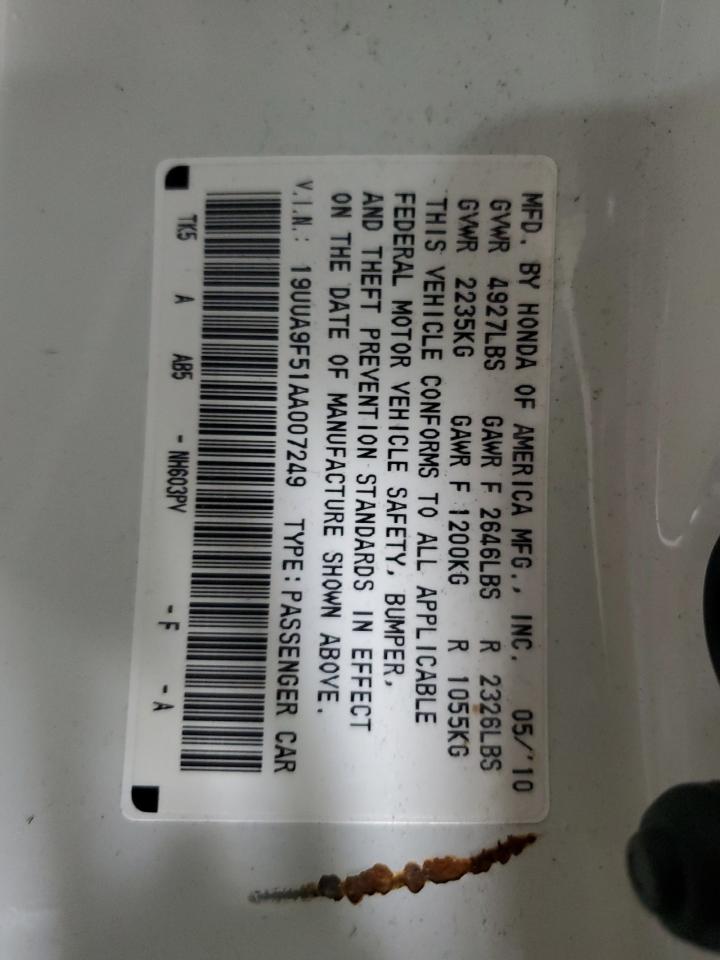 MFD. BY HONDA OF AMERICA MFG., INC. 05/'10
GVWR 4927LBS GAWR F 2646LBS R 2326LBS
GVWR 2235KG GAWR F 1200KG R 1055KG
THIS VEHICLE CONFORMS TO ALL APPLICABLE
FEDERAL MOTOR VEHICLE SAFETY, BUMPER,
AND THEFT PREVENTION STANDARDS IN EFFECT
ON THE DATE OF MANUFACTURE SHOWN ABOVE.
V.I.N.: 19UUA9F51AA007249 TYPE:PASSENGER CAR
TK5 A AB5 - NH603PV - F - A